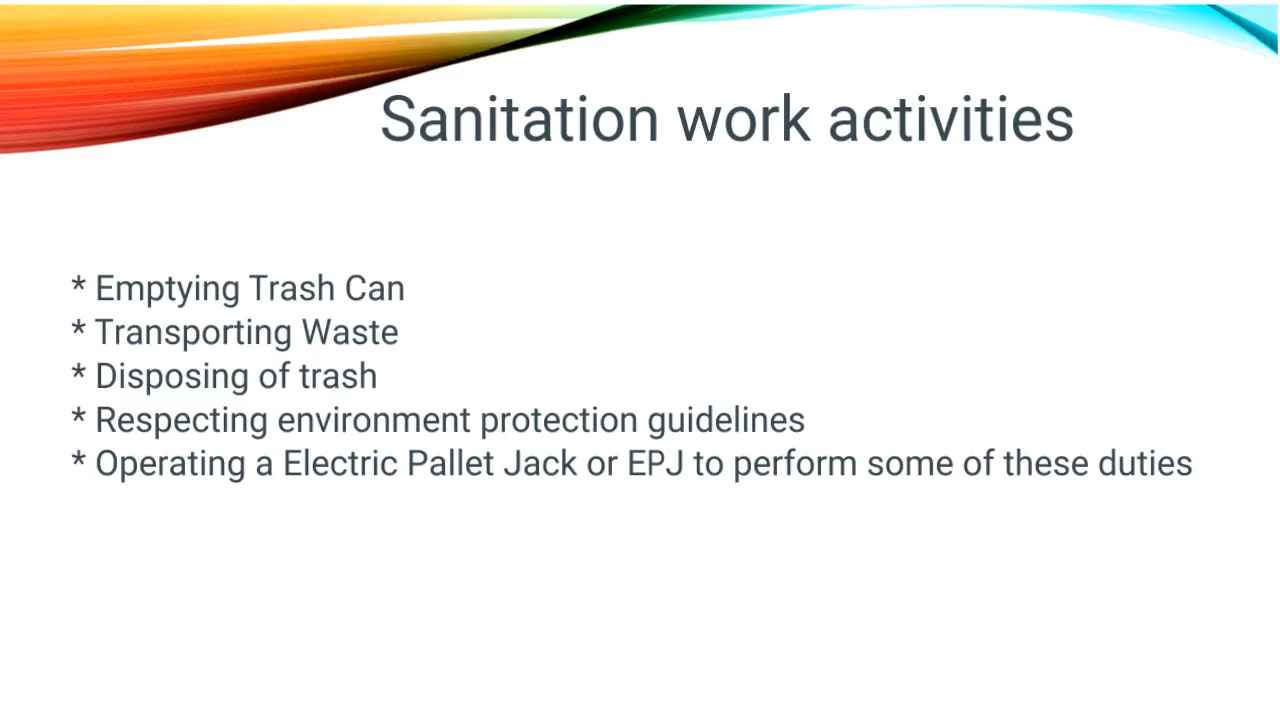 Sanitation work activities
* Emptying Trash Can
* Transporting Waste
* Disposing of trash
* Respecting environment protection guidelines
* Operating a Electric Pallet Jack or EPJ to perform some of these duties